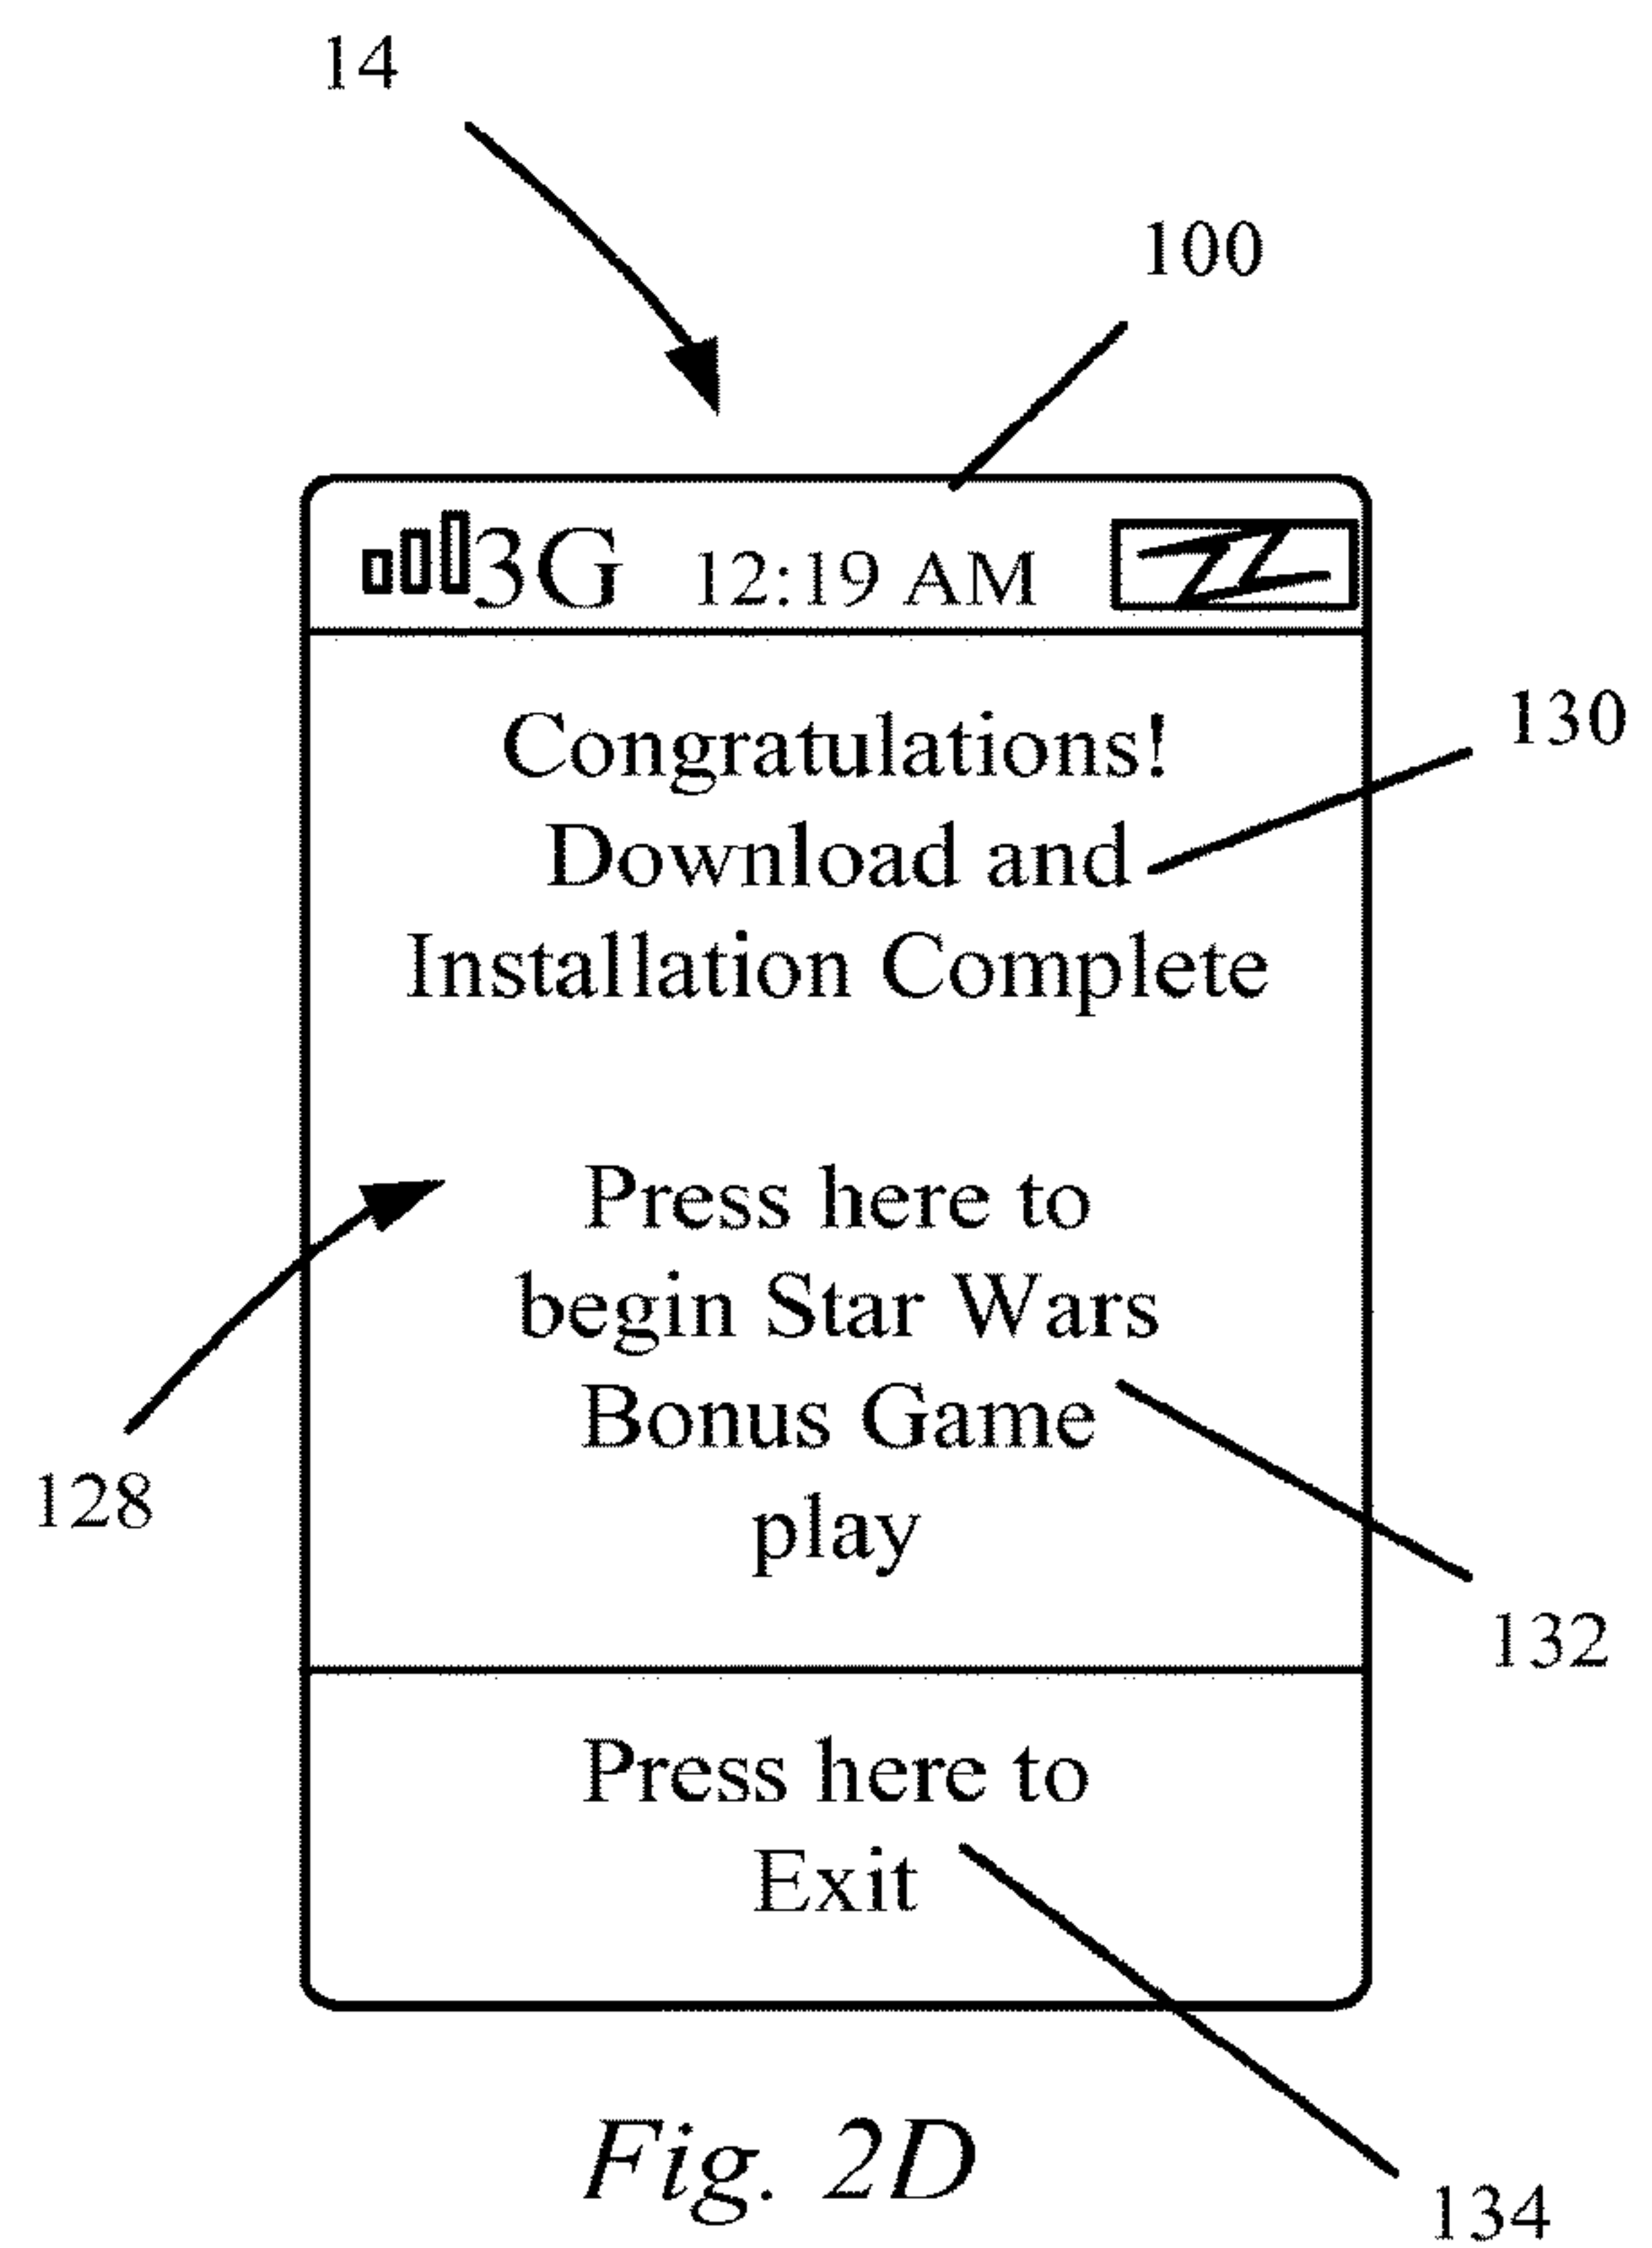 14
100
3G 12:19 AM
130
Congratulations!
Download and
Installation Complete
Press here to
begin Star Wars
Bonus Game
play
128
132
Press here to
Exit
134
Fig. 2D